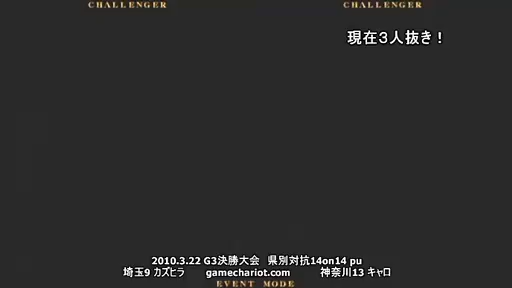 CHALLENGER CHALLENGER
現在3人抜き！
2010.3.22 G3決勝大会 県別対抗14on14 pu
埼玉9 カズヒラ gamechariot.com 神奈川13 キャロ
EVENT MODE